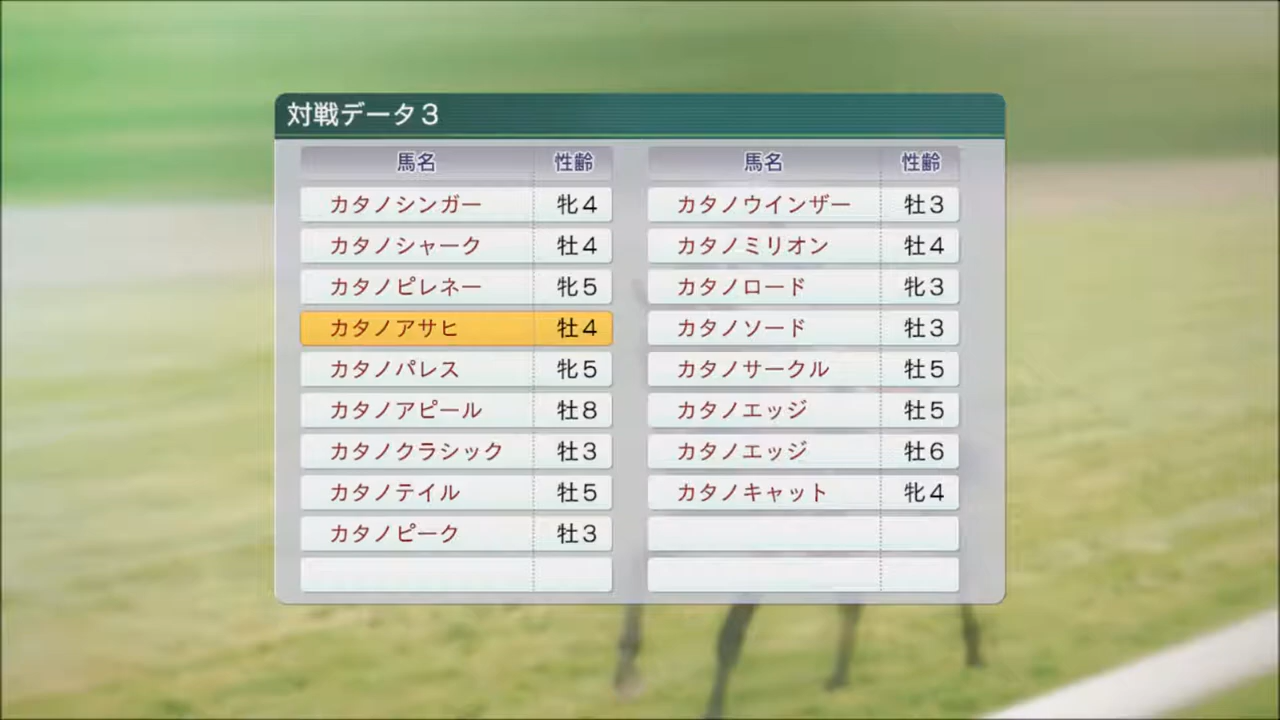 対戦データ3
馬名 性齢 馬名 性齢
カタノシンガー 牝4 カタノウインザー 牡3
カタノシャーク 牡4 カタノミリオン 牡4
カタノピレネー 牝5 カタノロード 牝3
カタノアサヒ 牡4 カタノソード 牡3
カタノパレス 牝5 カタノサークル 牡5
カタノアピール 牡8 カタノエッジ 牡5
カタノクラシック 牡3 カタノエッジ 牡6
カタノテイル 牡5 カタノキャット 牝4
カタノピーク 牡3